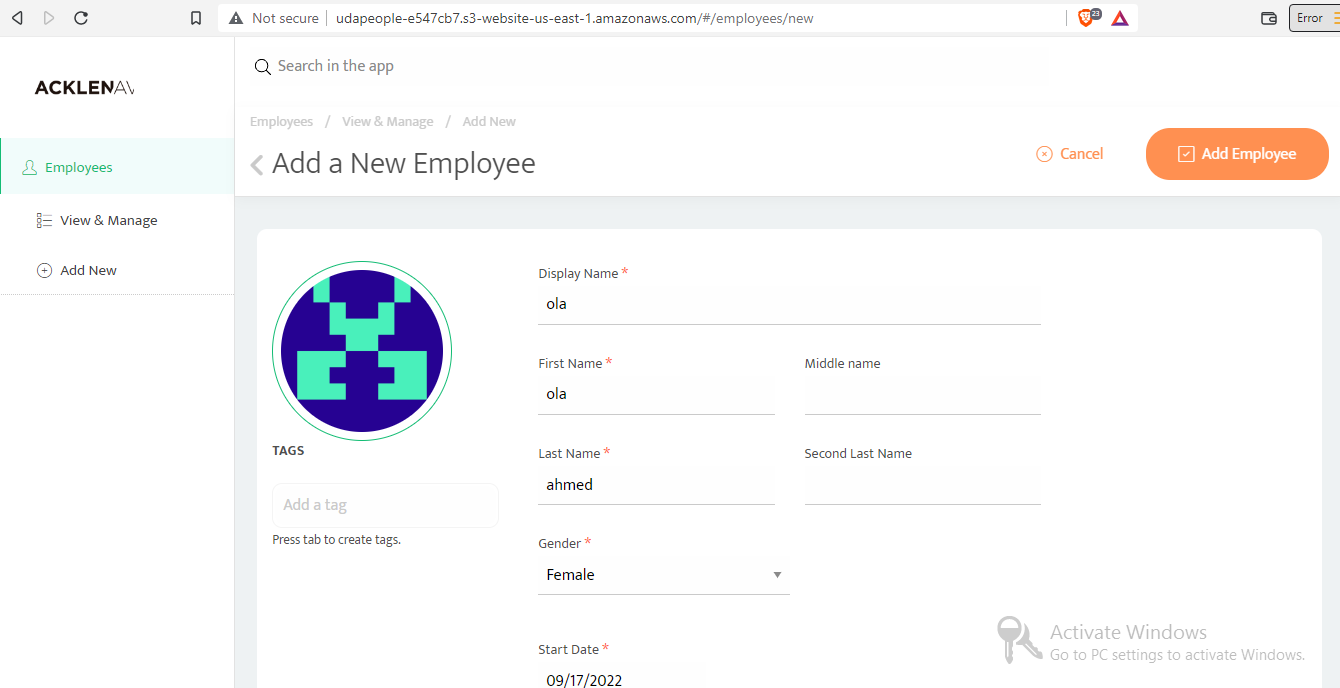 Not secure | udapeople-e547cb7.s3-website-us-east-1.amazonaws.com/#/employees/new
23
Error
ACKLENAV
Search in the app
Employees / View & Manage / Add New
Add a New Employee
Cancel
Add Employee
Employees
View & Manage
Add New
Display Name *
ola
First Name *
Middle name
ola
Last Name *
Second Last Name
ahmed
TAGS
Add a tag
Press tab to create tags.
Gender *
Female
Start Date *
09/17/2022
Activate Windows
Go to PC settings to activate Windows.